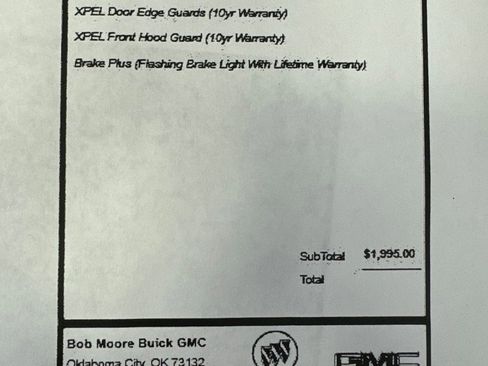 XPEL Door Edge Guards (10yr Warranty)
XPEL Front Hood Guard (10yr Warranty)
Brake Plus (Flashing Brake Light With Lifetime Warranty)
SubTotal $1,995.00
Total
Bob Moore Buick GMC
Oklahoma City, OK 73132
GMC